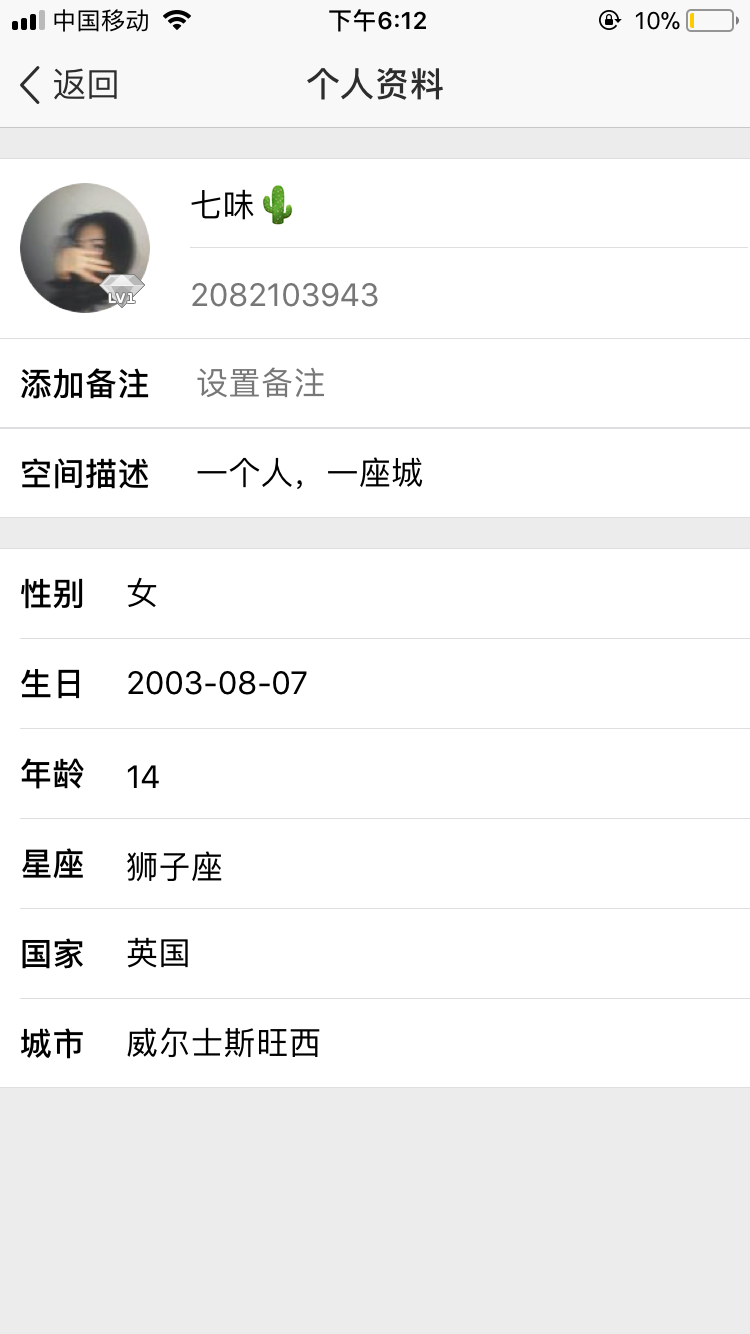 中国移动 下午6:12 10%
返回 个人资料
七味🌵
LV1
2082103943
添加备注 设置备注
空间描述 一个人，一座城
性别 女
生日 2003-08-07
年龄 14
星座 狮子座
国家 英国
城市 威尔士斯旺西